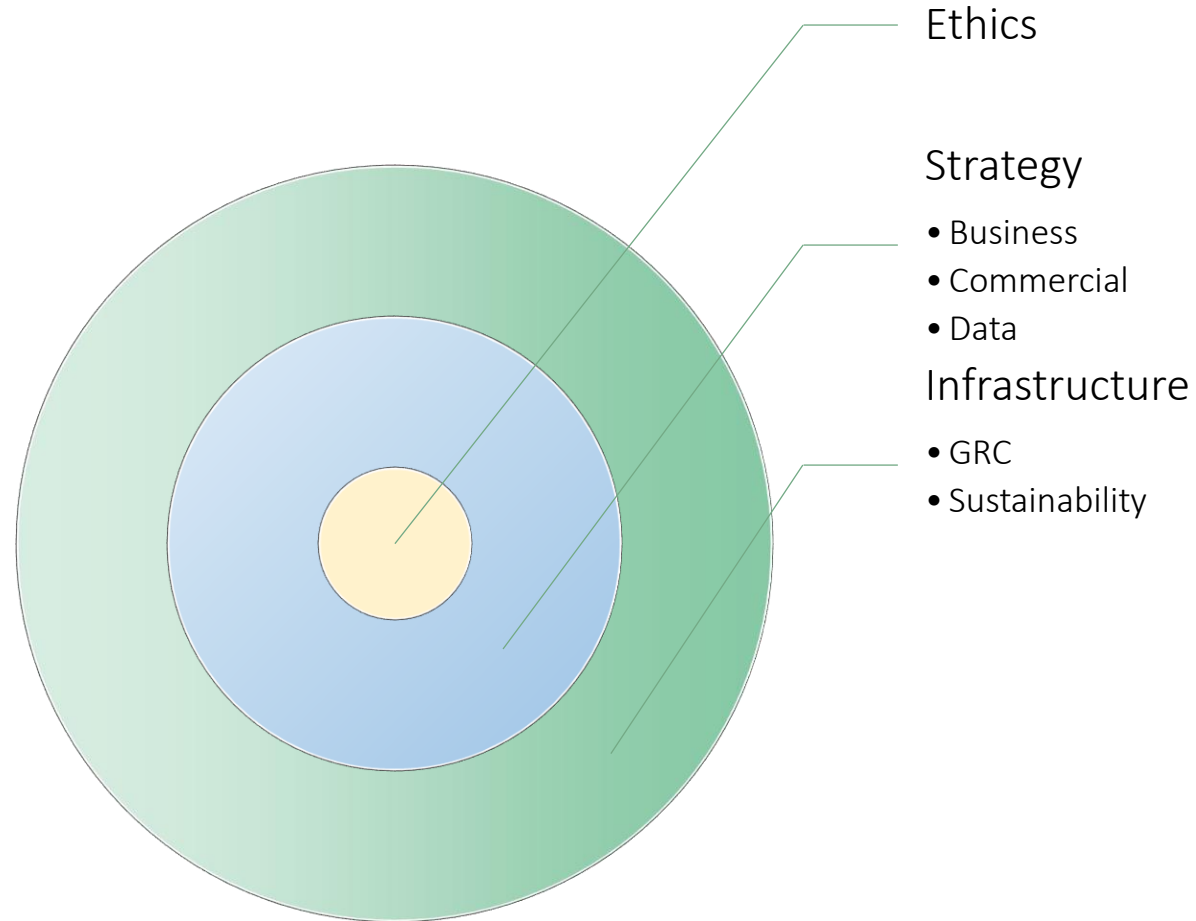 Ethics
Strategy
• Business
• Commercial
• Data
Infrastructure
• GRC
• Sustainability